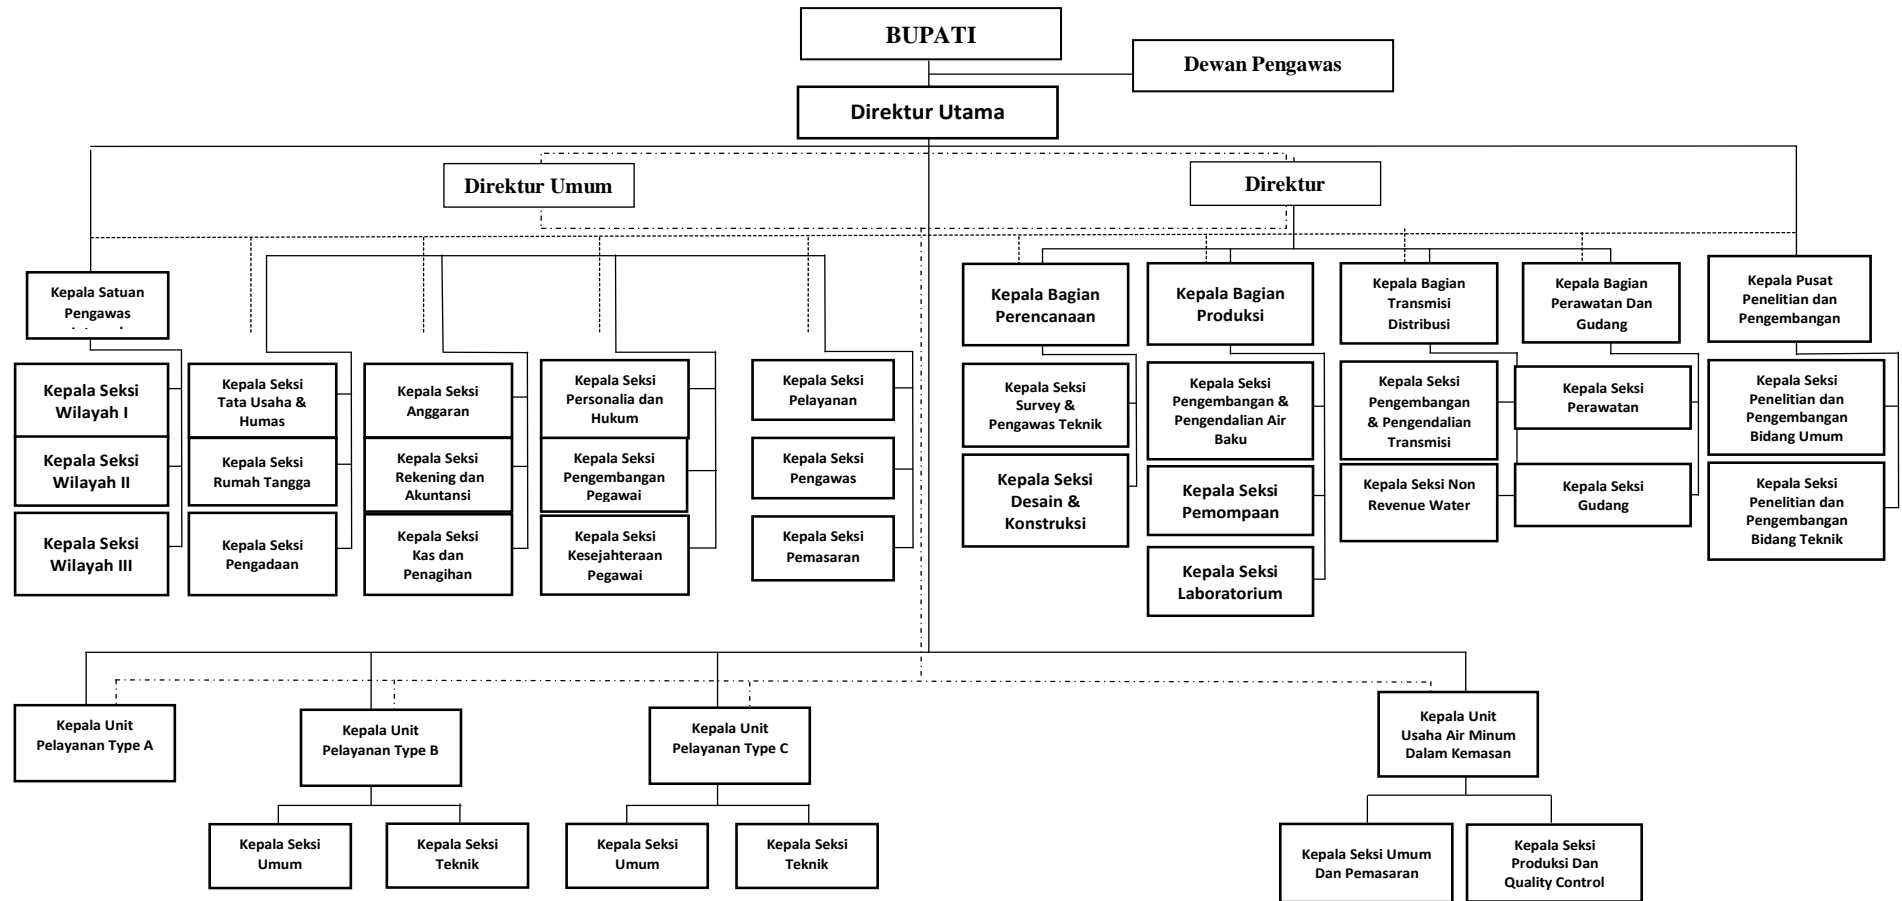 BUPATI
Dewan Pengawas
Direktur Utama
Direktur Umum
Direktur
Kepala Satuan
Pengawas
Kepala Bagian
Perencanaan
Kepala Bagian
Produksi
Kepala Bagian
Transmisi
Distribusi
Kepala Bagian
Perawatan Dan
Gudang
Kepala Pusat
Penelitian dan
Pengembangan
Kepala Seksi
Wilayah I
Kepala Seksi
Wilayah II
Kepala Seksi
Wilayah III
Kepala Seksi
Tata Usaha &
Humas
Kepala Seksi
Rumah Tangga
Kepala Seksi
Pengadaan
Kepala Seksi
Anggaran
Kepala Seksi
Rekening dan
Akuntansi
Kepala Seksi
Kas dan
Penagihan
Kepala Seksi
Personalia dan
Hukum
Kepala Seksi
Pengembangan
Pegawai
Kepala Seksi
Kesejahteraan
Pegawai
Kepala Seksi
Pelayanan
Kepala Seksi
Pengawas
Kepala Seksi
Pemasaran
Kepala Seksi
Survey &
Pengawas Teknik
Kepala Seksi
Desain &
Konstruksi
Kepala Seksi
Pengembangan &
Pengendalian Air
Baku
Kepala Seksi
Pemompaan
Kepala Seksi
Laboratorium
Kepala Seksi
Pengembangan
& Pengendalian
Transmisi
Kepala Seksi Non
Revenue Water
Kepala Seksi
Perawatan
Kepala Seksi
Gudang
Kepala Seksi
Penelitian dan
Pengembangan
Bidang Umum
Kepala Seksi
Penelitian dan
Pengembangan
Bidang Teknik
Kepala Unit
Pelayanan Type A
Kepala Unit
Pelayanan Type B
Kepala Unit
Pelayanan Type C
Kepala Unit
Usaha Air Minum
Dalam Kemasan
Kepala Seksi
Umum
Kepala Seksi
Teknik
Kepala Seksi
Umum
Kepala Seksi
Teknik
Kepala Seksi Umum
Dan Pemasaran
Kepala Seksi
Produksi Dan
Quality Control